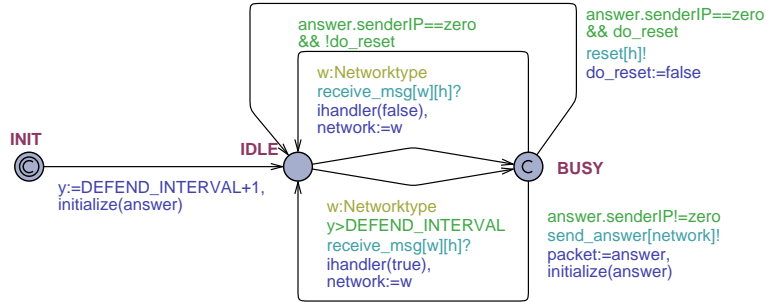 answer.senderIP==zero
&& !do_reset
answer.senderIP==zero
&& do_reset
reset[h]!
do_reset:=false
w:Networktype
receive_msg[w][h]?
ihandler(false),
network:=w
INIT
IDLE
C
C
BUSY
y:=DEFEND_INTERVAL+1,
initialize(answer)
w:Networktype
y>DEFEND_INTERVAL
receive_msg[w][h]?
ihandler(true),
network:=w
answer.senderIP!=zero
send_answer[network]!
packet:=answer,
initialize(answer)